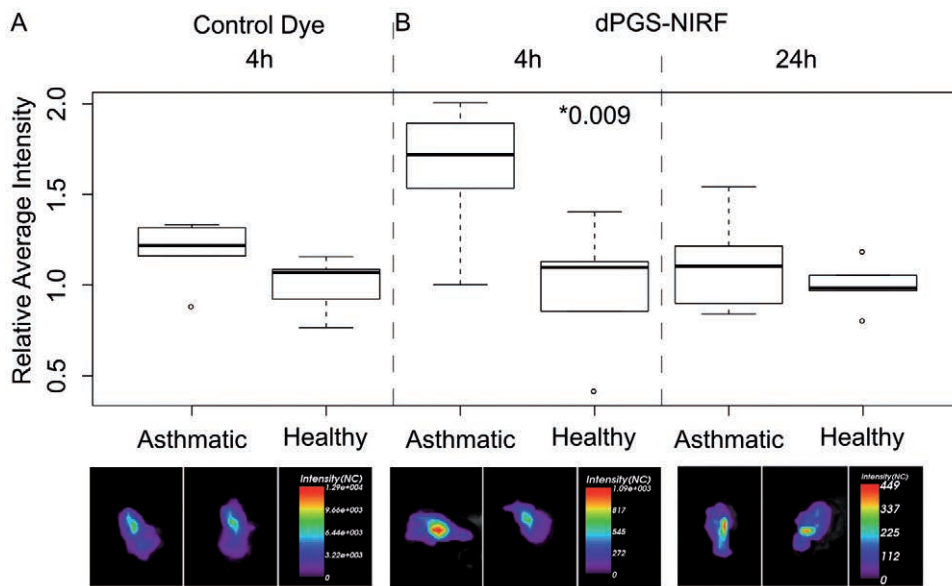 A Control Dye B dPGS-NIRF
4h 4h 24h
Relative Average Intensity
2.0
1.5
1.0
0.5
*0.009
Asthmatic Healthy Asthmatic Healthy Asthmatic Healthy
Intensity(NC)
1.29e+004
9.66e+003
6.44e+003
3.22e+003
0
Intensity(NC)
1.09e+003
817
545
272
0
Intensity(NC)
449
337
225
112
0